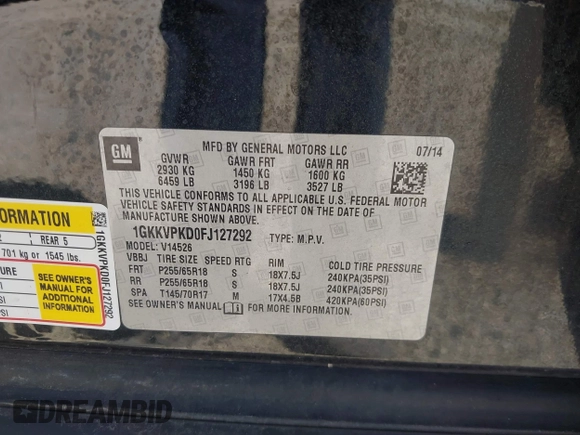 GM
MFD BY GENERAL MOTORS LLC
07/14
GVWR GAWR FRT GAWR RR
2930 KG 1450 KG 1600 KG
6459 LB 3196 LB 3527 LB
THIS VEHICLE CONFORMS TO ALL APPLICABLE U.S. FEDERAL MOTOR
VEHICLE SAFETY STANDARDS IN EFFECT ON THE DATE OF
MANUFACTURE SHOWN ABOVE.
1GKKVPKD0FJ127292 TYPE: M.P.V.
MODEL: V14526
VBBJ TIRE SIZE SPEED RTG RIM COLD TIRE PRESSURE
FRT P255/65R18 S 18X7.5J 240KPA(35PSI)
RR P255/65R18 S 18X7.5J 240KPA(35PSI)
SPA T145/70R17 M 17X4.5B 420KPA(60PSI)
SEE OWNER'S MANUAL FOR MORE INFORMATION.
FORMATION
REAR 5
701 kg or 1545 lbs.
SEE OWNER'S
MANUAL FOR
ADDITIONAL
INFORMATION
1GKKVPKD0FJ127292
DREAMBID